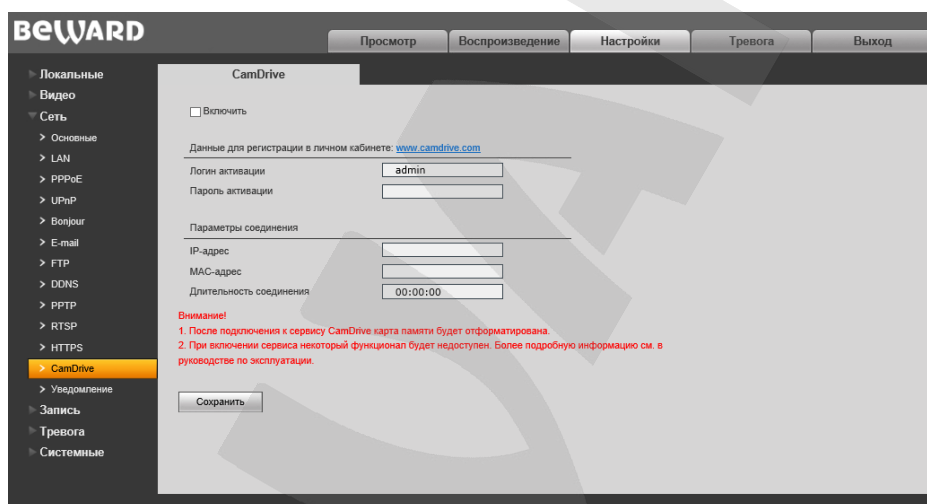 BEWARD
Просмотр
Воспроизведение
Настройки
Тревога
Выход
Локальные
Видео
Сеть
Основные
LAN
PPPoE
UPnP
Bonjour
E-mail
FTP
DDNS
PPTP
RTSP
HTTPS
CamDrive
Уведомление
Запись
Тревога
Системные
CamDrive
Включить
Данные для регистрации в личном кабинете: www.camdrive.com
Логин активации admin
Пароль активации
Параметры соединения
IP-адрес
MAC-адрес
Длительность соединения 00:00:00
Внимание!
1. После подключения к сервису CamDrive карта памяти будет отформатирована.
2. При включении сервиса некоторый функционал будет недоступен. Более подробную информацию см. в
руководстве по эксплуатации.
Сохранить